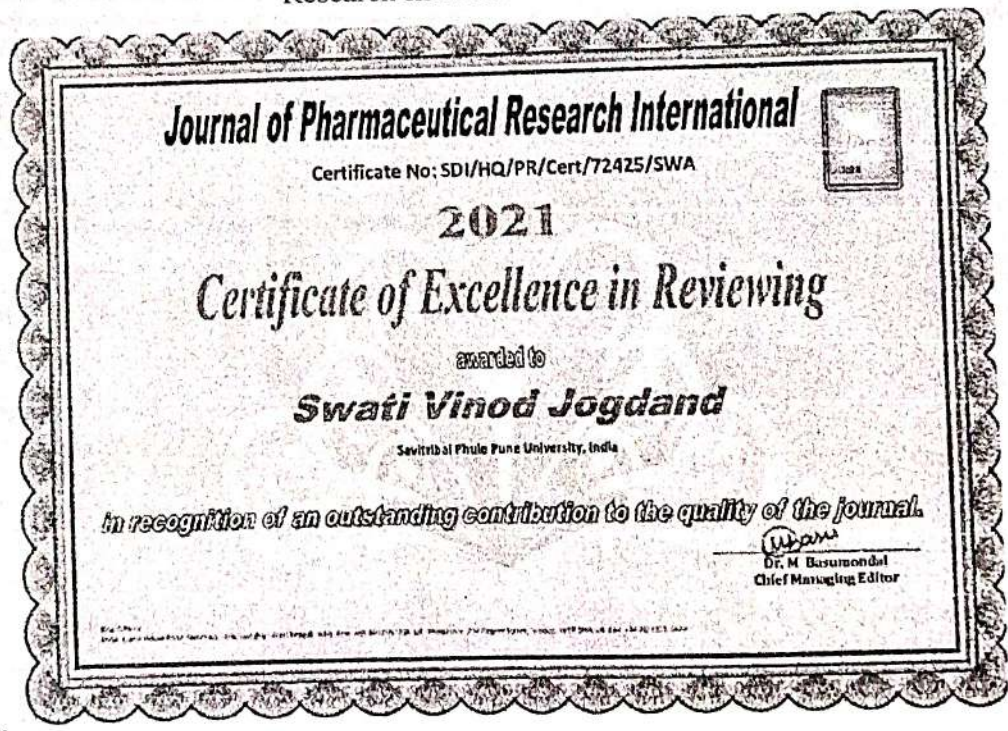 Research
Journal of Pharmaceutical Research International
Certificate No: SDI/HQ/PR/Cert/72425/SWA
2021
Certificate of Excellence in Reviewing
awarded to
Swati Vinod Jogdand
Savitribai Phule Pune University, India
in recognition of an outstanding contribution to the quality of the journal.
Dr. M Basumondal
Chief Managing Editor